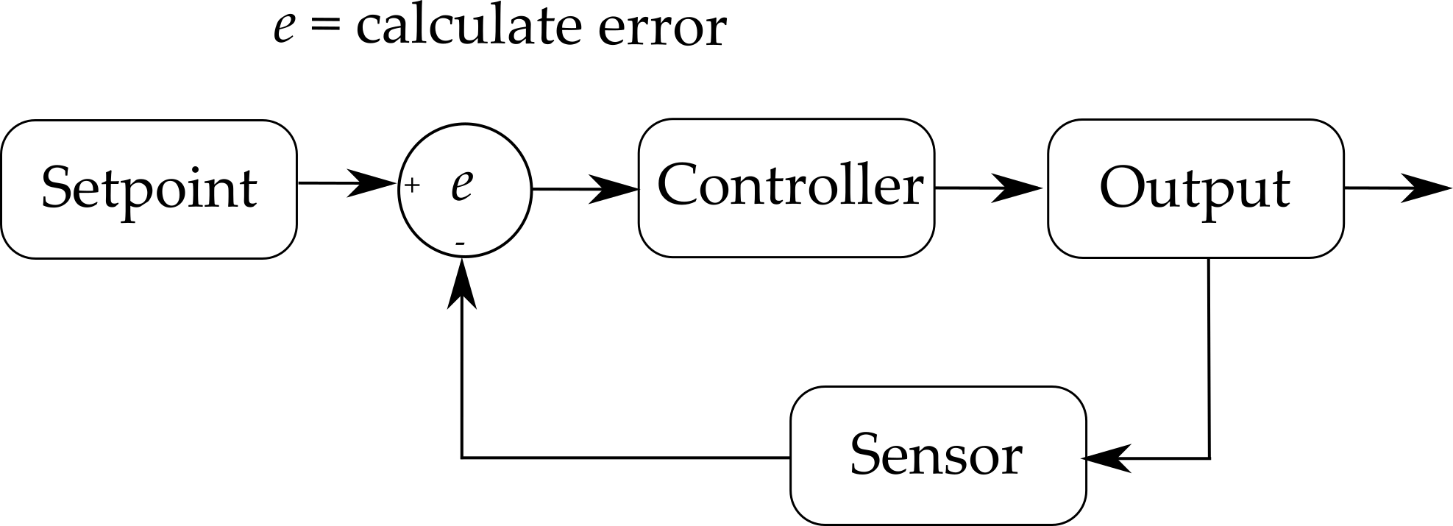 e = calculate error
Setpoint
+ e
-
Controller
Output
Sensor